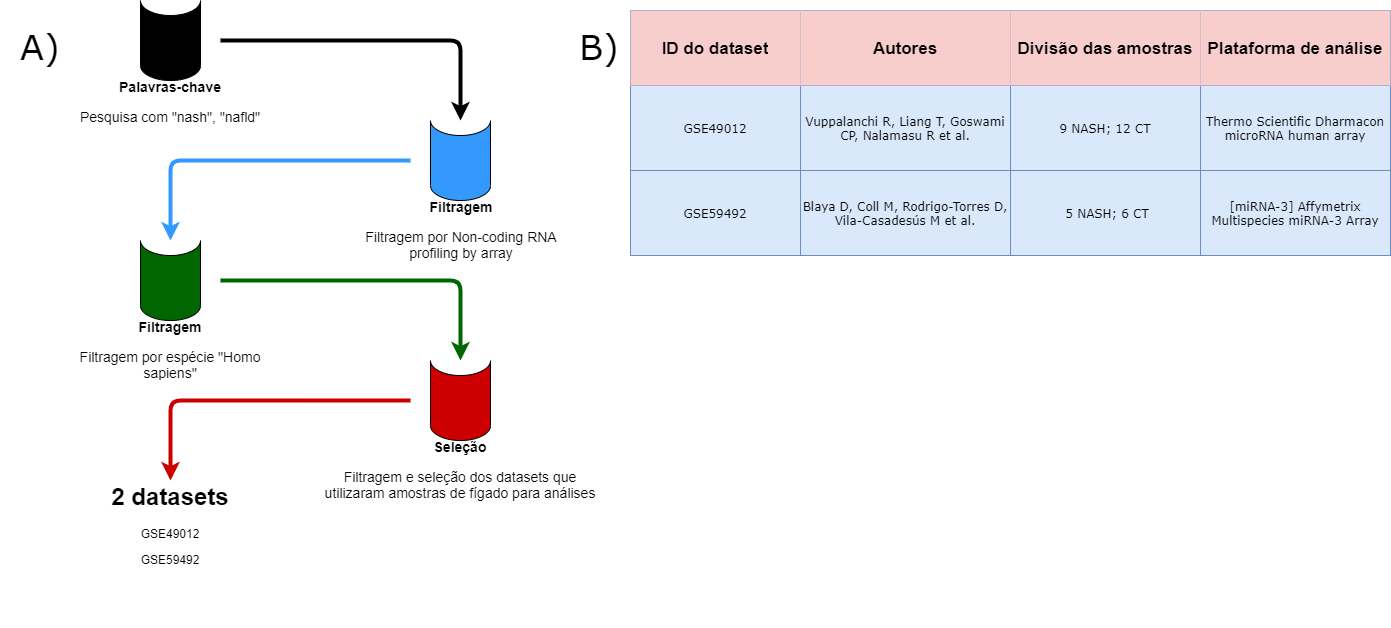 A)
Palavras-chave
Pesquisa com "nash", "nafld"
Filtragem
Filtragem por Non-coding RNA
profiling by array
Filtragem
Filtragem por espécie "Homo
sapiens"
Seleção
Filtragem e seleção dos datasets que
utilizaram amostras de fígado para análises
2 datasets
GSE49012
GSE59492
B)
ID do dataset
Autores
Divisão das amostras
Plataforma de análise
GSE49012
Vuppalanchi R, Liang T, Goswami
CP, Nalamasu R et al.
9 NASH; 12 CT
Thermo Scientific Dharmacon
microRNA human array
GSE59492
Blaya D, Coll M, Rodrigo-Torres D,
Vila-Casadesús M et al.
5 NASH; 6 CT
[miRNA-3] Affymetrix
Multispecies miRNA-3 Array